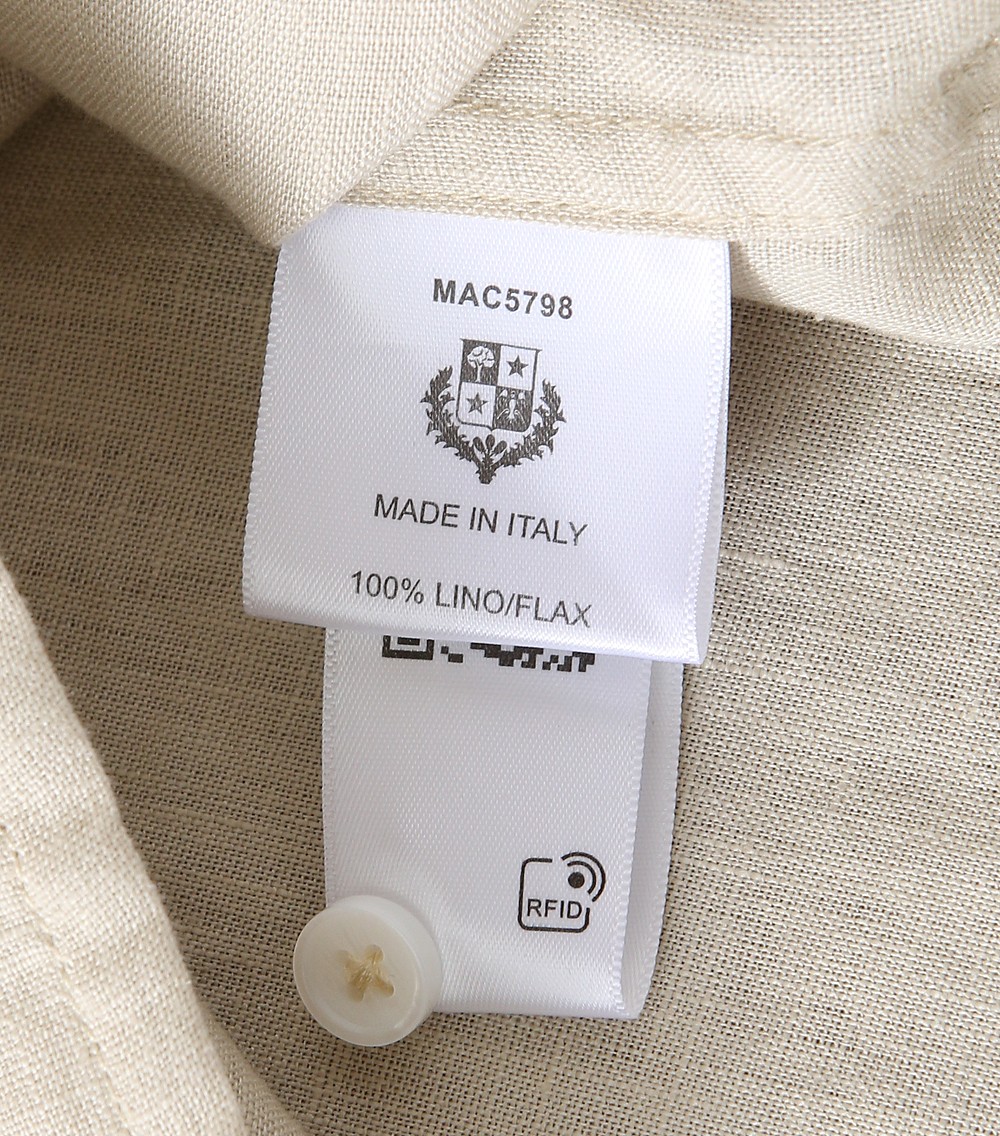 MAC5798
MADE IN ITALY
100% LINO/FLAX
RFID